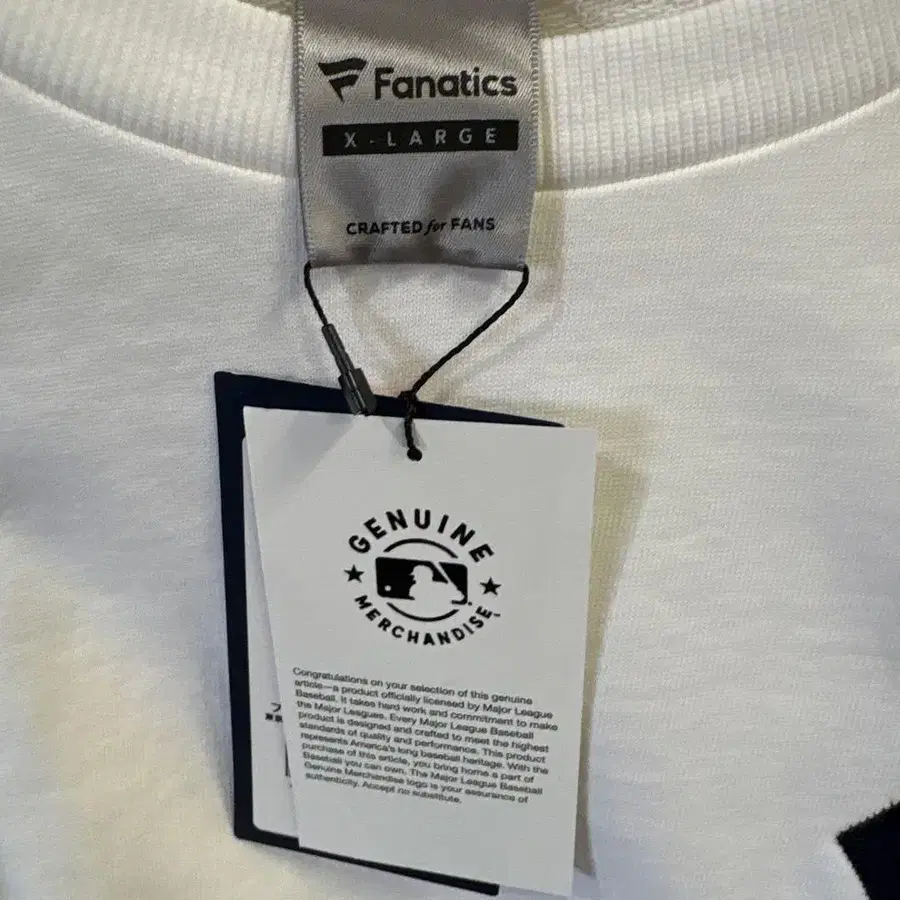 Fanatics
X-LARGE
CRAFTED for FANS
GENUINE
MERCHANDISE
Congratulations on your selection of this genuine
article—a product officially licensed by Major League
Baseball. It takes hard work and commitment to make
the Major Leagues. Every Major League Baseball
product is designed and crafted to meet the highest
standards of quality and performance. This product
represents America's long baseball heritage. With the
purchase of this article, you bring home a part of
Baseball you can own. The Major League Baseball
Genuine Merchandise logo is your assurance of
authenticity. Accept no substitute.
フ
東京